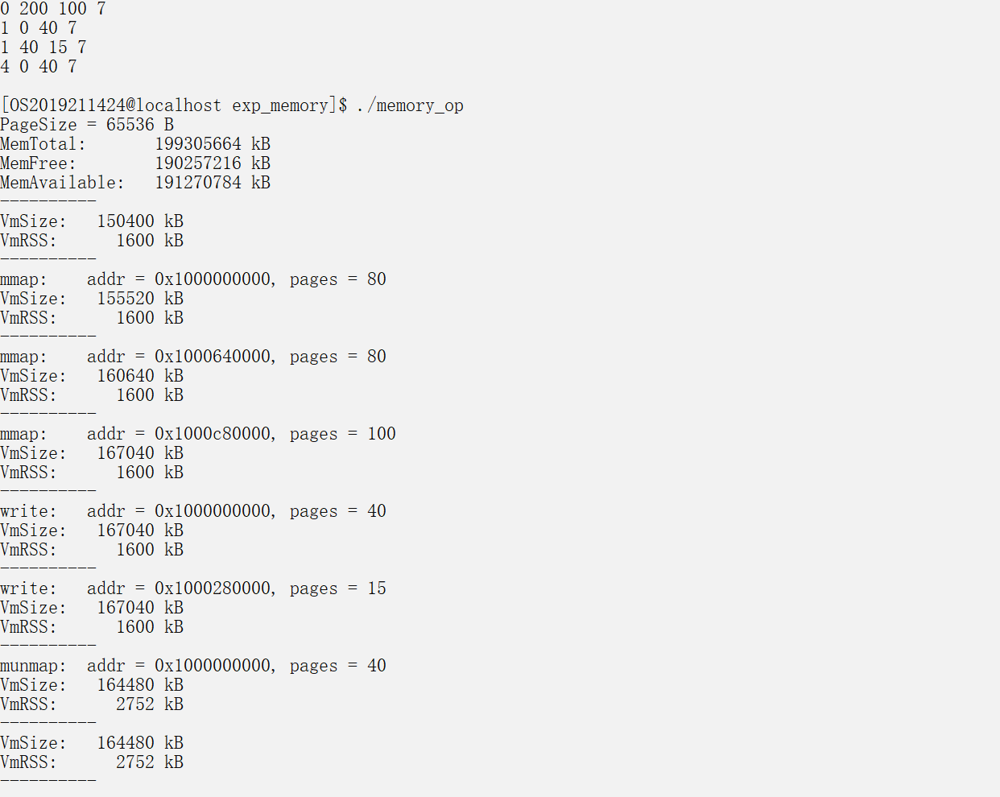 0 200 100 7
1 0 40 7
1 40 15 7
4 0 40 7
[OS2019211424@localhost exp_memory]$ ./memory_op
PageSize = 65536 B
MemTotal:       199305664 kB
MemFree:        190257216 kB
MemAvailable:   191270784 kB
----------
VmSize:   150400 kB
VmRSS:      1600 kB
----------
mmap:    addr = 0x1000000000, pages = 80
VmSize:   155520 kB
VmRSS:      1600 kB
----------
mmap:    addr = 0x1000640000, pages = 80
VmSize:   160640 kB
VmRSS:      1600 kB
----------
mmap:    addr = 0x1000c80000, pages = 100
VmSize:   167040 kB
VmRSS:      1600 kB
----------
write:   addr = 0x1000000000, pages = 40
VmSize:   167040 kB
VmRSS:      1600 kB
----------
write:   addr = 0x1000280000, pages = 15
VmSize:   167040 kB
VmRSS:      1600 kB
----------
munmap:  addr = 0x1000000000, pages = 40
VmSize:   164480 kB
VmRSS:      2752 kB
----------
VmSize:   164480 kB
VmRSS:      2752 kB
----------